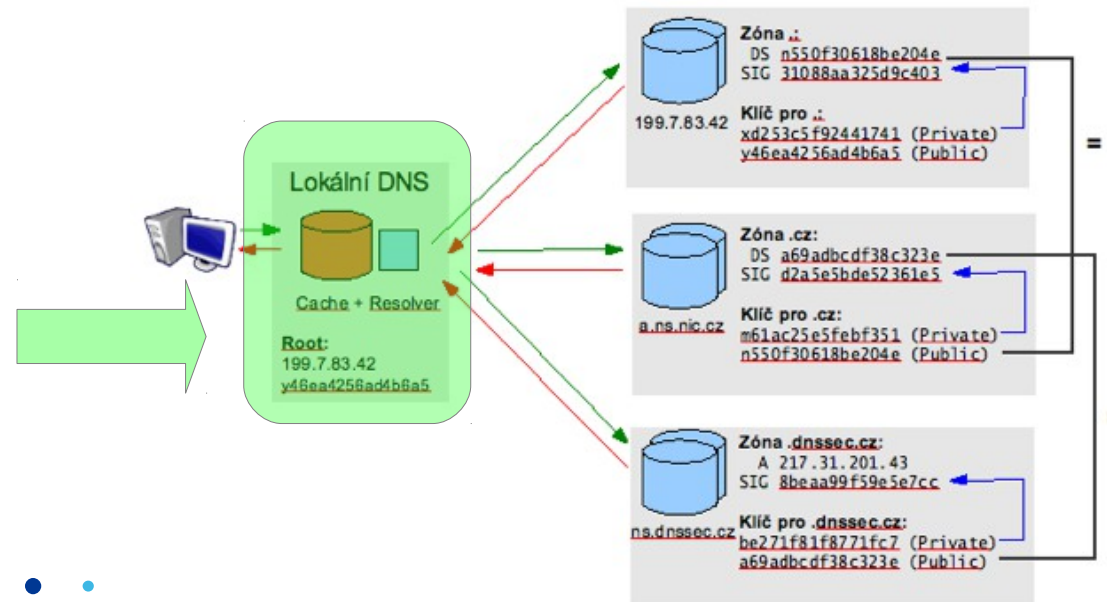 Lokální DNS
Cache + Resolver
Root:
199.7.83.42
y46ea4256ad4b6a5
199.7.83.42
Zóna .:
DS n550f30618be204e
SIG 31088aa325d9c403
Klíč pro .:
xd253c5f92441741 (Private)
y46ea4256ad4b6a5 (Public)
=
a.ns.nic.cz
Zóna .cz:
DS a69adbcdf38c323e
SIG d2a5e5bde52361e5
Klíč pro .cz:
m61ac25e5febf351 (Private)
n550f30618be204e (Public)
ns.dnssec.cz
Zóna .dnssec.cz:
A 217.31.201.43
SIG 8beaa99f59e5e7cc
Klíč pro .dnssec.cz:
be271f81f8771fc7 (Private)
a69adbcdf38c323e (Public)